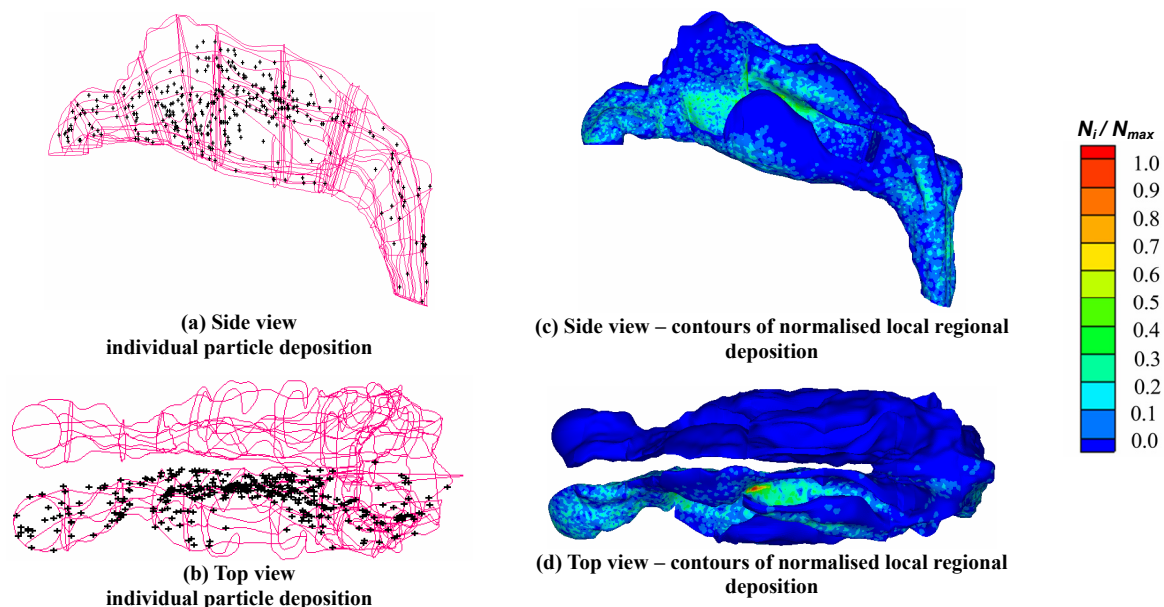 (a) Side view
individual particle deposition
(c) Side view – contours of normalised local regional
deposition
N_i / N_max
1.0
0.9
0.8
0.7
0.6
0.5
0.4
0.3
0.2
0.1
0.0
(b) Top view
individual particle deposition
(d) Top view – contours of normalised local regional
deposition